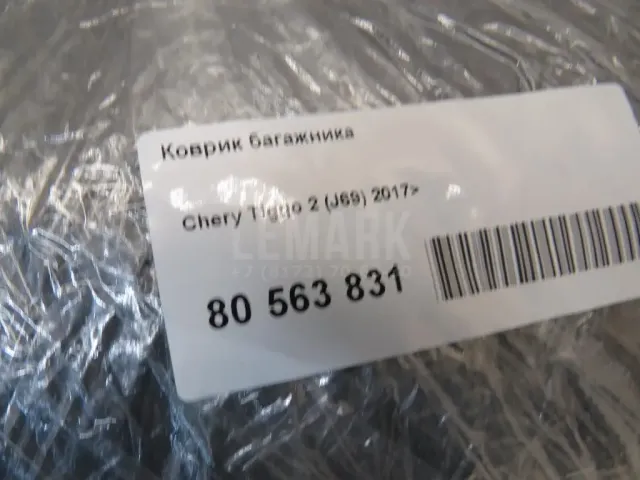 Коврик багажника
Chery Tiggo 2 (J69) 2017>
LEMARK
80 563 831